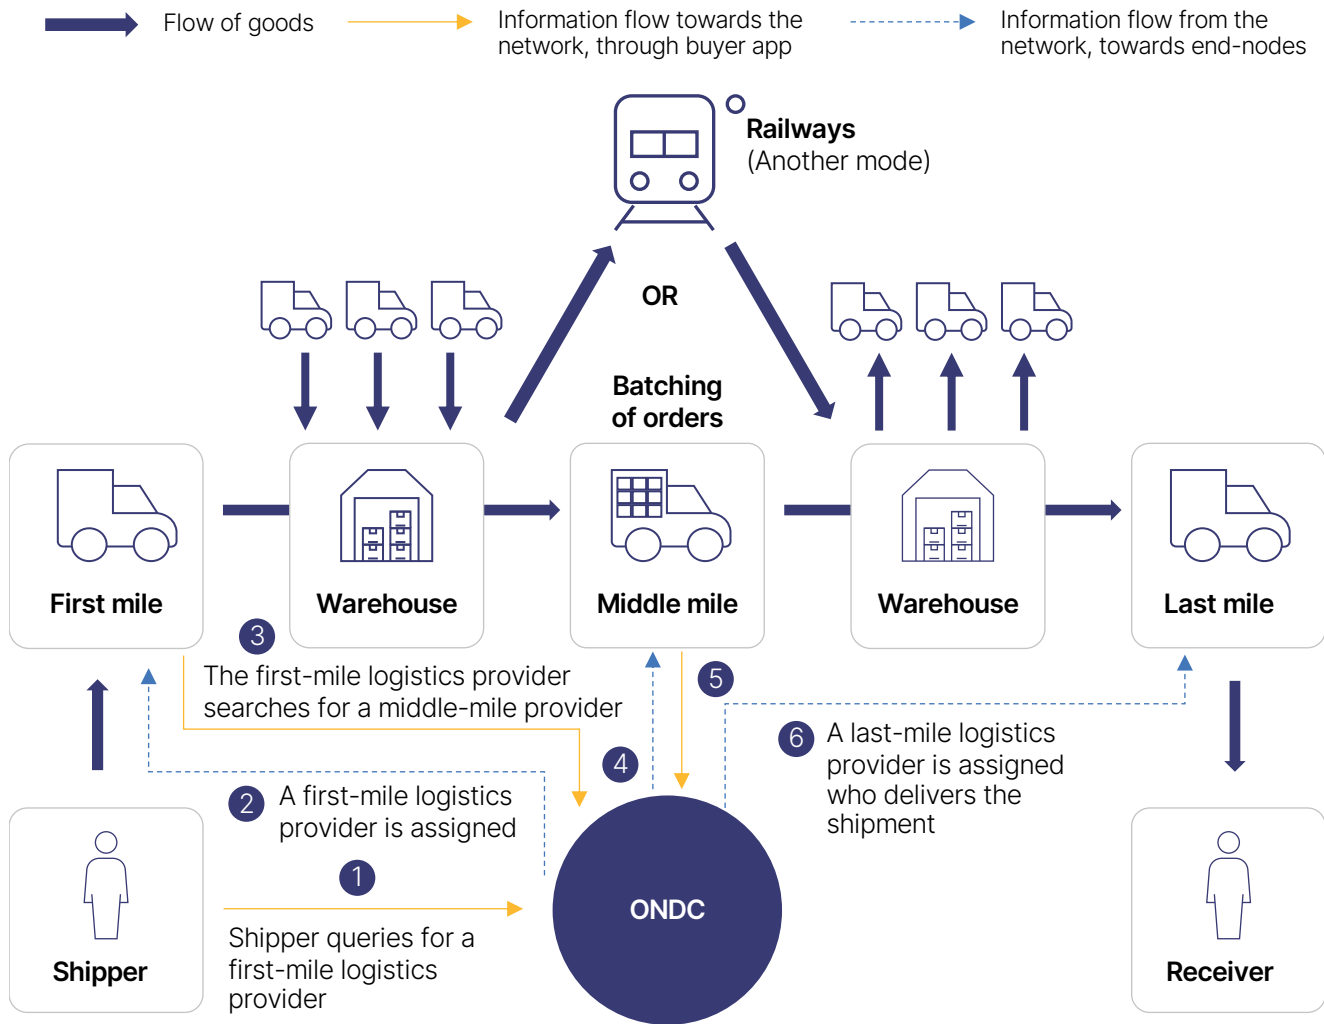 Flow of goods
Information flow towards the
network, through buyer app
Information flow from the
network, towards end-nodes
Railways
(Another mode)
OR
Batching
of orders
First mile
Warehouse
Middle mile
Warehouse
Last mile
3
The first-mile logistics provider
searches for a middle-mile provider
5
4
6
A last-mile logistics
provider is assigned
who delivers the
shipment
2
A first-mile logistics
provider is assigned
1
Shipper queries for a
first-mile logistics
provider
ONDC
Shipper
Receiver